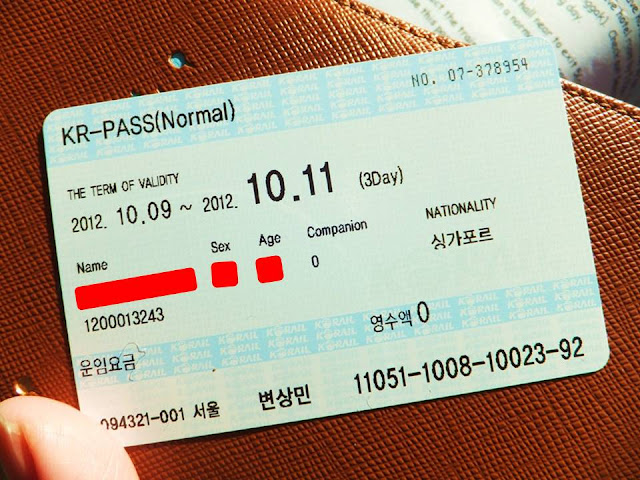 NO. 07-378954
KR-PASS(Normal)
THE TERM OF VALIDITY
2012. 10.09 ~ 2012. 10.11 (3Day)
Name Sex Age Companion NATIONALITY
0 싱가포르
1200013243
영수액 0
운임요금
094321-001 서울 변상민 11051-1008-10023-92
KORAIL